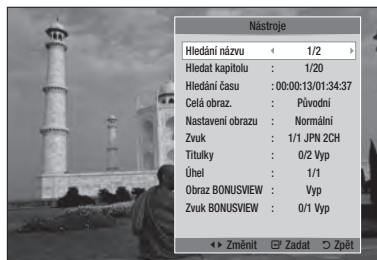 Nástroje
Hledání názvu ◂ 1/2 ▸
Hledat kapitolu : 1/20
Hledání času : 00:00:13/01:34:37
Celá obraz. : Původní
Nastavení obrazu : Normální
Zvuk : 1/1 JPN 2CH
Titulky : 0/2 Vyp
Úhel : 1/1
Obraz BONUSVIEW : Vyp
Zvuk BONUSVIEW : 0/1 Vyp
◂▸ Změnit Zadat Zpět